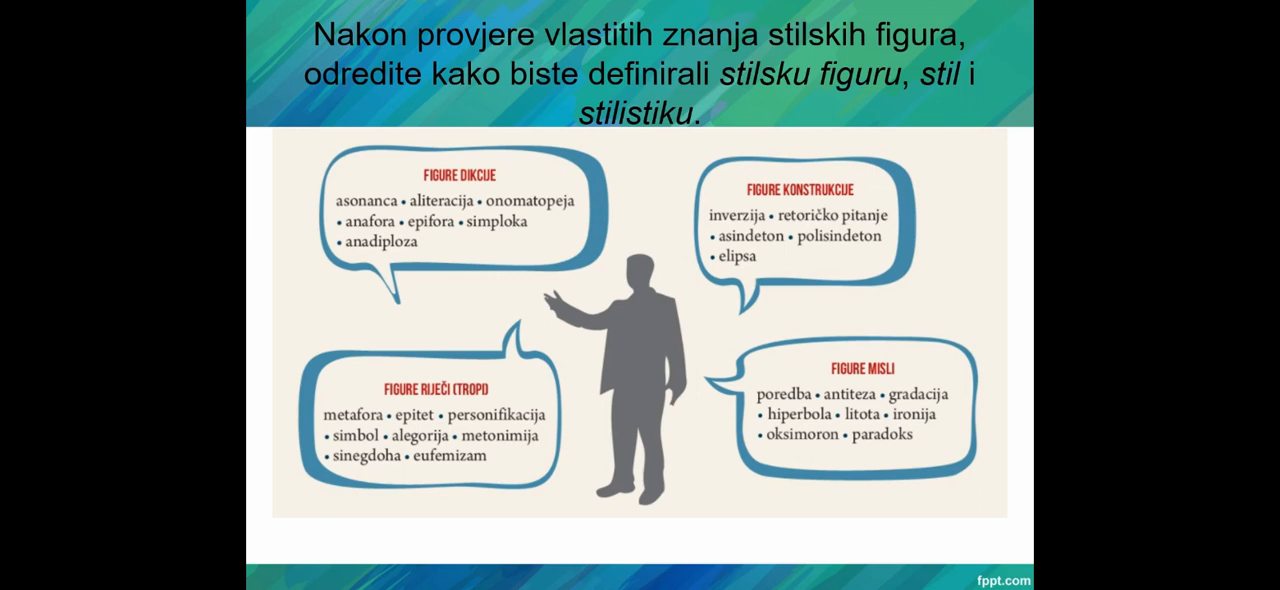 Nakon provjere vlastitih znanja stilskih figura,
odredite kako biste definirali stilsku figuru, stil i
stilistiku.
FIGURE DIKCIJE
asonanca • aliteracija • onomatopeja
• anafora • epifora • simploka
• anadiploza
FIGURE KONSTRUKCIJE
inverzija • retoričko pitanje
• asindeton • polisindeton
• elipsa
FIGURE RIJEČI (TROPI)
metafora • epitet • personifikacija
• simbol • alegorija • metonimija
• sinegdoha • eufemizam
FIGURE MISLI
poredba • antiteza • gradacija
• hiperbola • litota • ironija
• oksimoron • paradoks
fppt.com